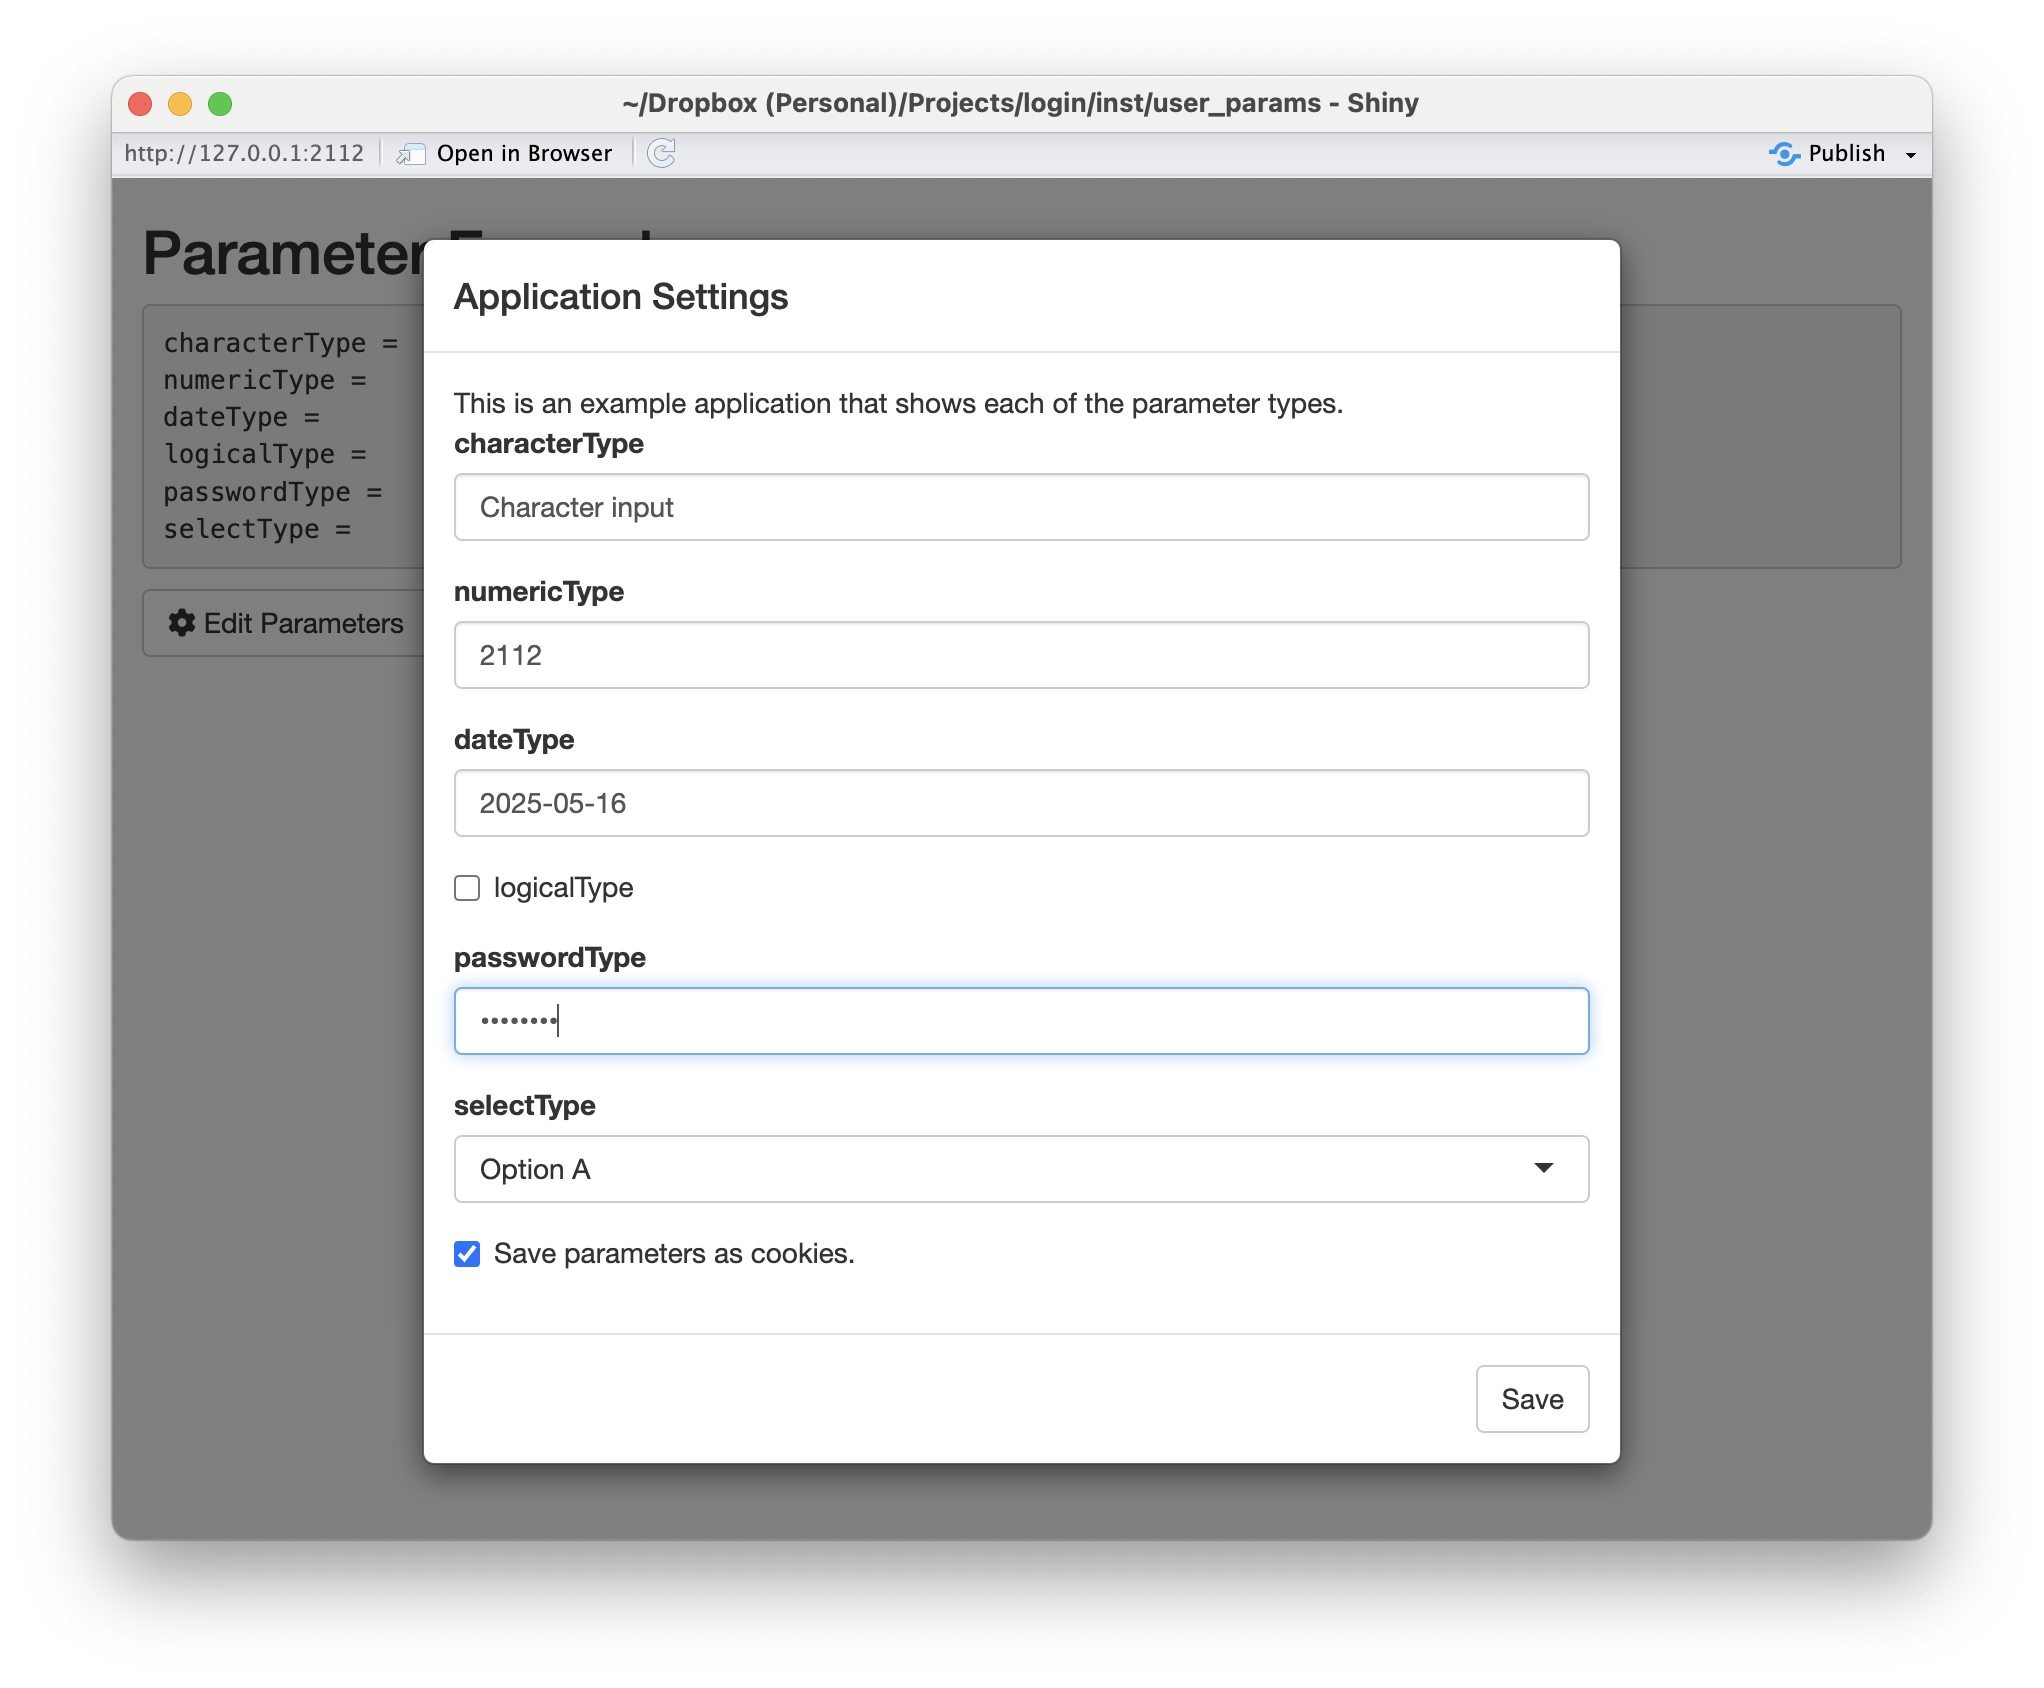 ~/Dropbox (Personal)/Projects/login/inst/user_params - Shiny
http://127.0.0.1:2112 Open in Browser Publish
Parameter
characterType =
numericType =
dateType =
logicalType =
passwordType =
selectType =
Edit Parameters
Application Settings
This is an example application that shows each of the parameter types.
characterType
Character input
numericType
2112
dateType
2025-05-16
logicalType
passwordType
••••••••
selectType
Option A
Save parameters as cookies.
Save